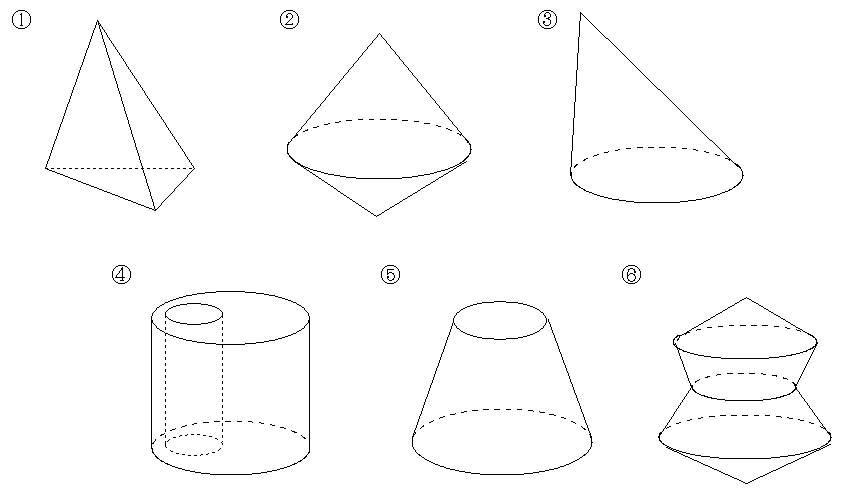 ① ② ③
④ ⑤ ⑥